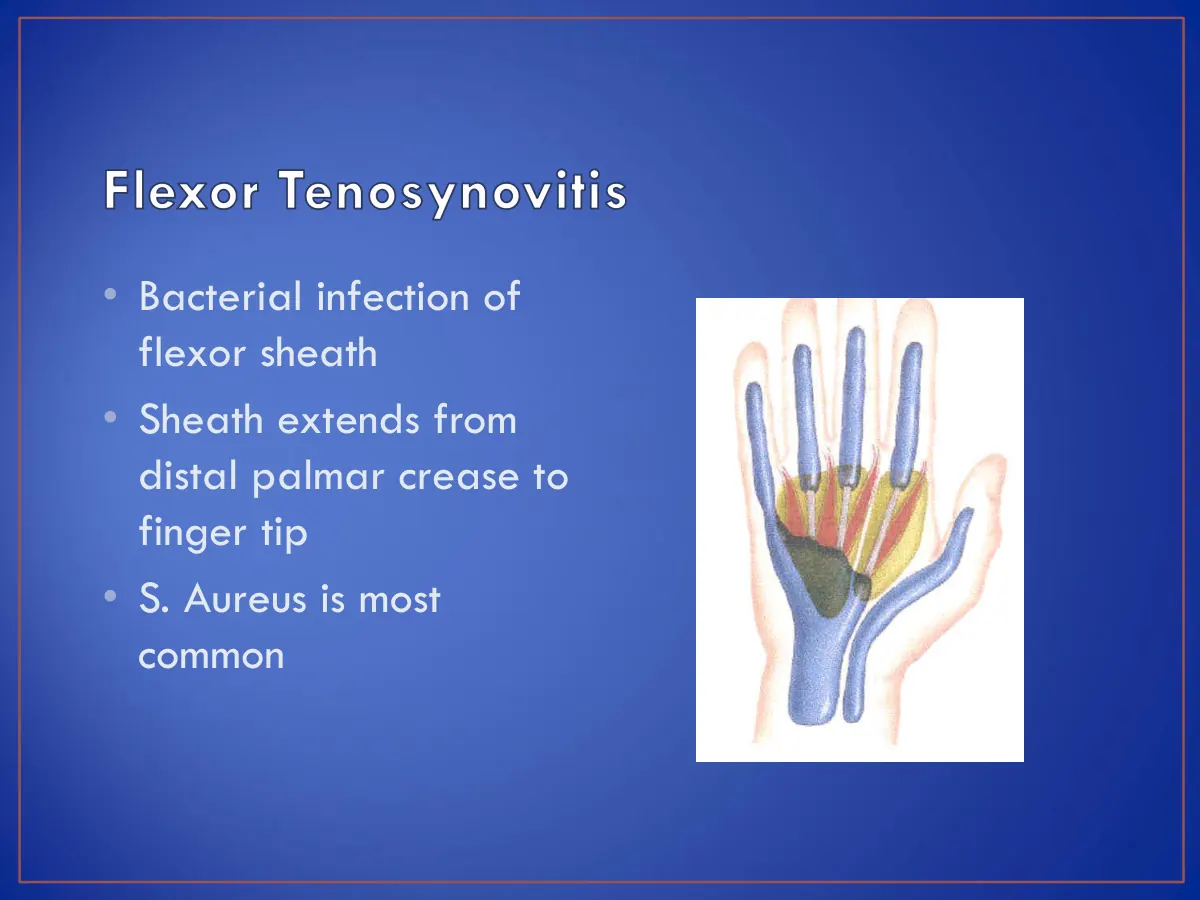 Flexor Tenosynovitis
• Bacterial infection of
flexor sheath
• Sheath extends from
distal palmar crease to
finger tip
• S. Aureus is most
common